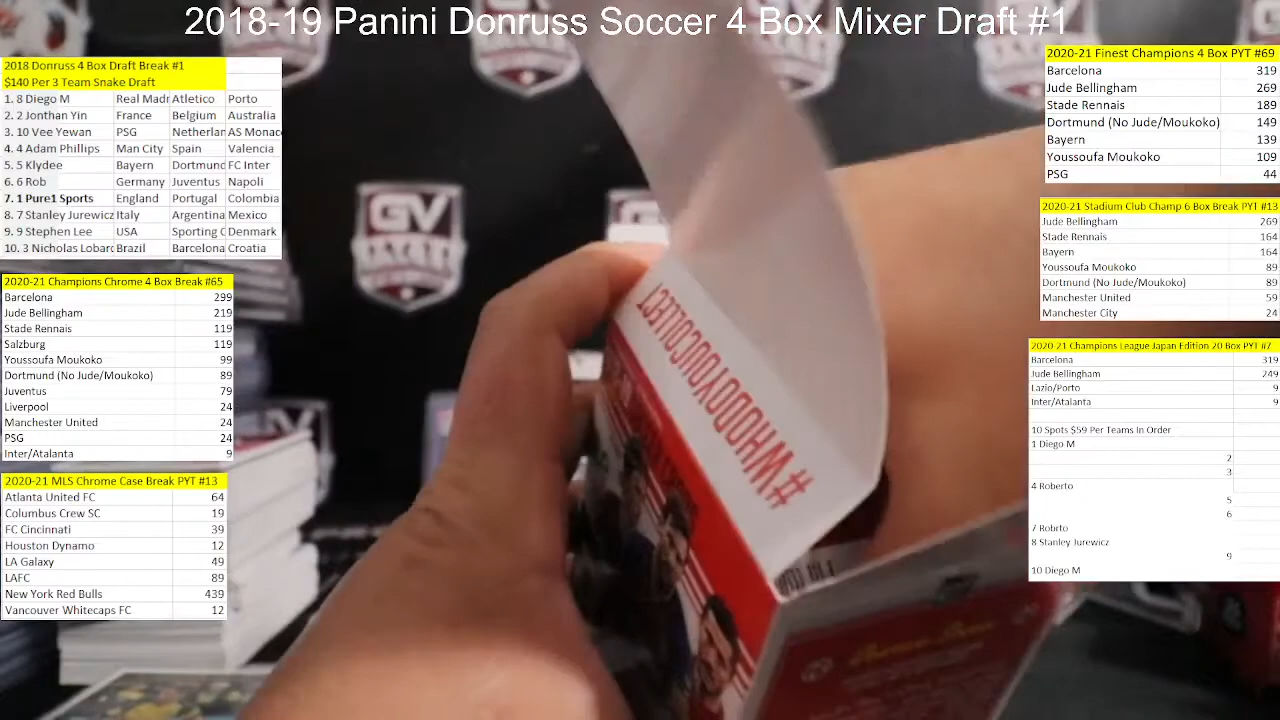 2018-19 Panini Donruss Soccer 4 Box Mixer Draft #1
2018 Donruss 4 Box Draft Break #1
$140 Per 3 Team Snake Draft
1. 8 Diego M Real Madr Atletico Porto
2. 2 Jonthan Yin France Belgium Australia
3. 10 Vee Yewan PSG Netherlan AS Monaco
4. 4 Adam Phillips Man City Spain Valencia
5. 5 Klydee Bayern Dortmund FC Inter
6. 6 Rob Germany Juventus Napoli
7. 1 Pure1 Sports England Portugal Colombia
8. 7 Stanley Jurewicz Italy Argentina Mexico
9. 9 Stephen Lee USA Sporting C Denmark
10. 3 Nicholas Lobard Brazil Barcelona Croatia
2020-21 Champions Chrome 4 Box Break #65
Barcelona 299
Jude Bellingham 219
Stade Rennais 119
Salzburg 119
Youssoufa Moukoko 99
Dortmund (No Jude/Moukoko) 89
Juventus 79
Liverpool 24
Manchester United 24
PSG 24
Inter/Atalanta 9
2020-21 MLS Chrome Case Break PYT #13
Atlanta United FC 64
Columbus Crew SC 19
FC Cincinnati 39
Houston Dynamo 12
LA Galaxy 49
LAFC 89
New York Red Bulls 439
Vancouver Whitecaps FC 12
GV
#WHODOYOUCOLLECT
2020-21 Finest Champions 4 Box PYT #69
Barcelona 319
Jude Bellingham 269
Stade Rennais 189
Dortmund (No Jude/Moukoko) 149
Bayern 139
Youssoufa Moukoko 109
PSG 44
2020-21 Stadium Club Champ 6 Box Break PYT #13
Jude Bellingham 269
Stade Rennais 164
Bayern 164
Youssoufa Moukoko 89
Dortmund (No Jude/Moukoko) 89
Manchester United 59
Manchester City 24
2020-21 Champions League Japan Edition 20 Box PYT #7
Barcelona 319
Jude Bellingham 249
Lazio/Porto 9
Inter/Atalanta 9
10 Spots $59 Per Teams In Order
1 Diego M
2
3
4 Roberto
5
6
7 Robrto
8 Stanley Jurewicz
9
10 Diego M